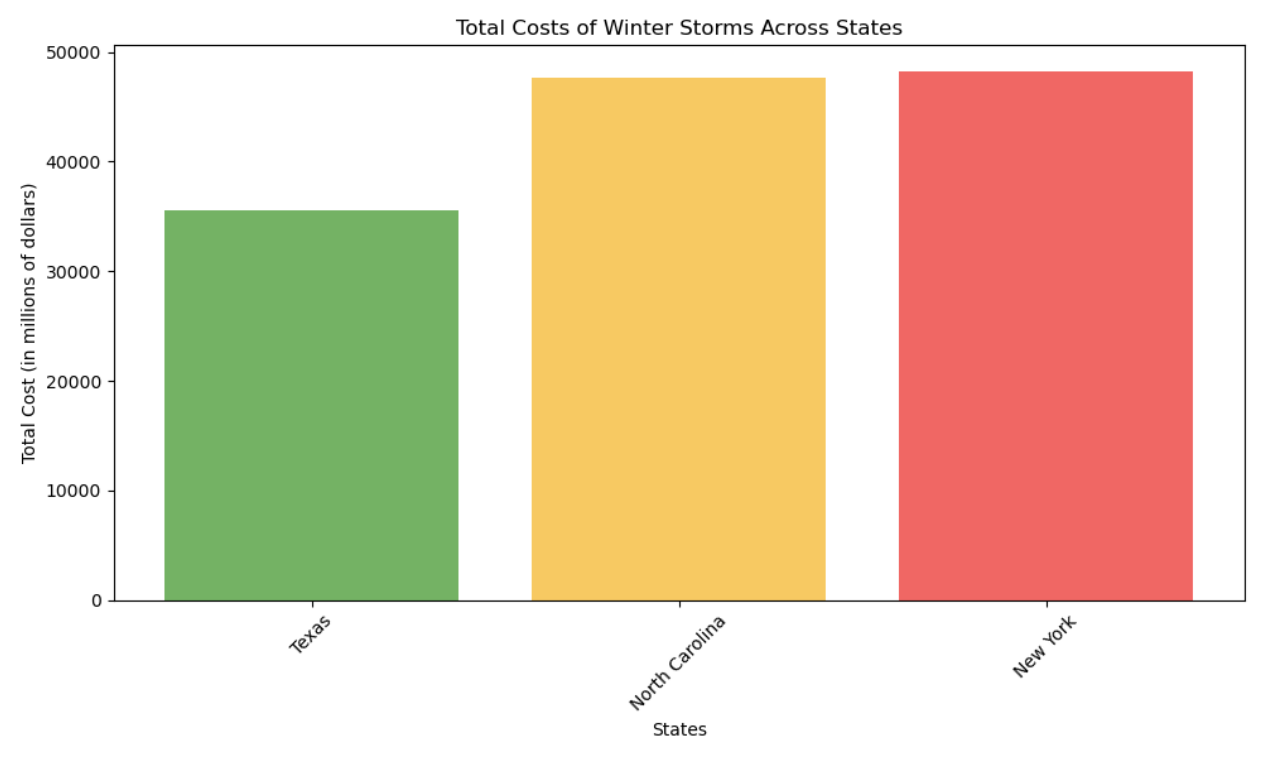 Total Costs of Winter Storms Across States
Total Cost (in millions of dollars)
50000
40000
30000
20000
10000
0
Texas
North Carolina
New York
States